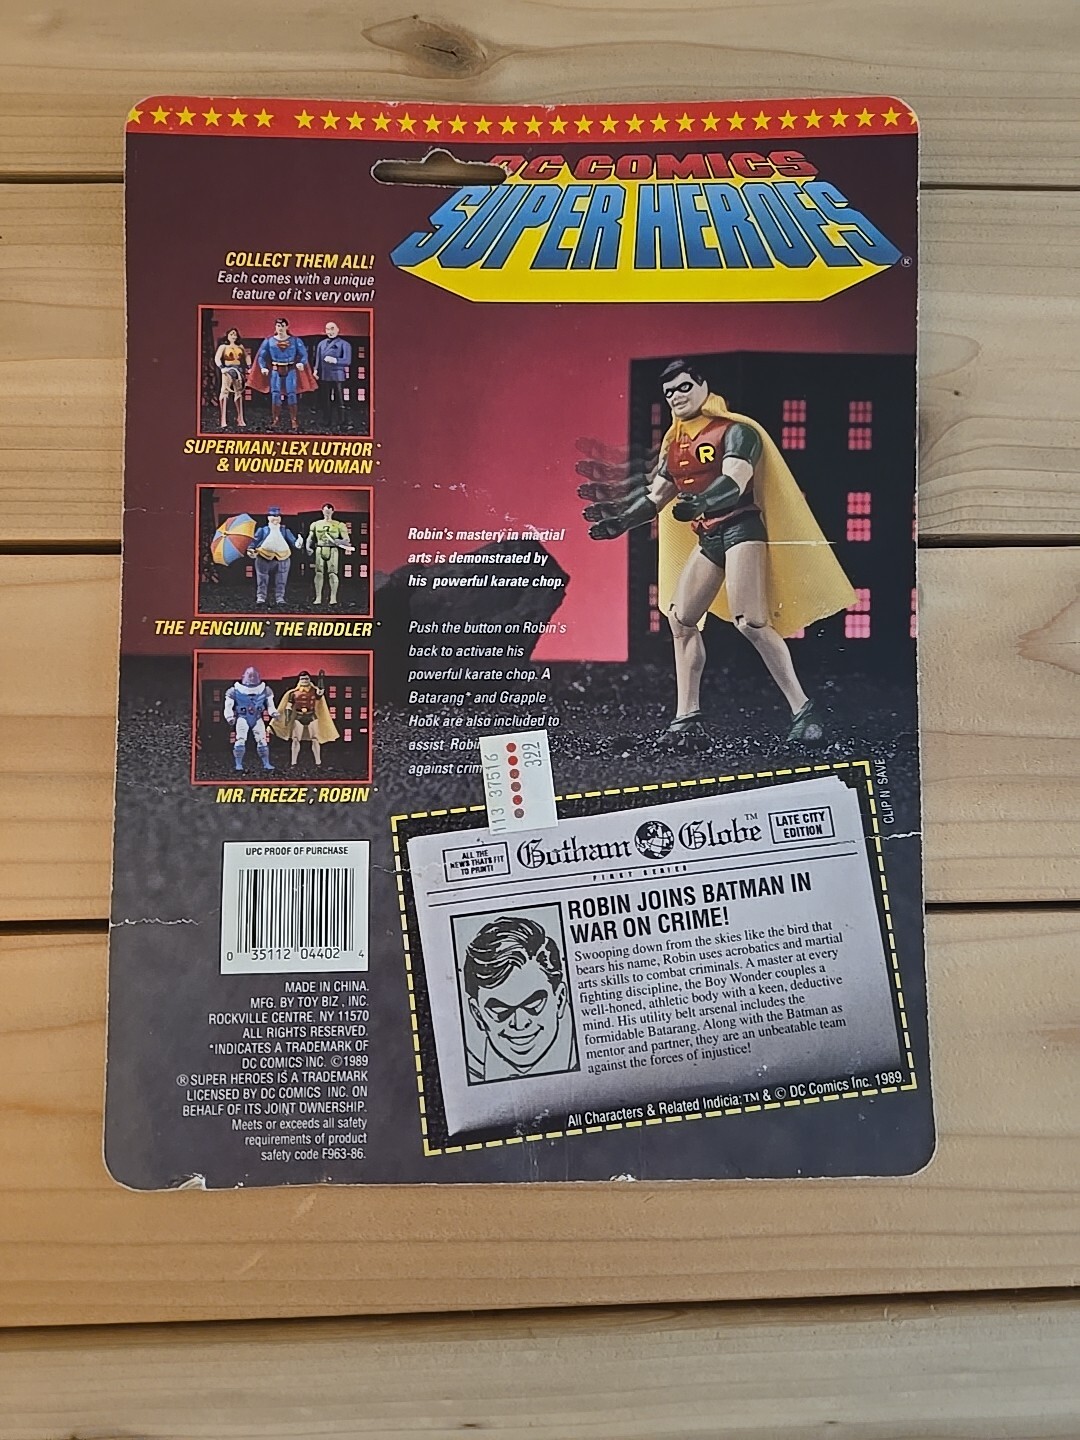 DC COMICS
SUPER HEROES®
COLLECT THEM ALL!
Each comes with a unique
feature of it's very own!
SUPERMAN,* LEX LUTHOR*
& WONDER WOMAN*
THE PENGUIN,* THE RIDDLER*
MR. FREEZE*, ROBIN*
R
Robin's mastery in martial
arts is demonstrated by
his powerful karate chop.
Push the button on Robin's
back to activate his
powerful karate chop. A
Batarang* and Grapple
Hook are also included to
assist Robi
against crim
113 37516
322
CLIP N' SAVE
ALL THE
NEWS THATS FIT
TO PRINT!
Gotham Globe™
LATE CITY
EDITION
FIRST SERIES
ROBIN JOINS BATMAN IN
WAR ON CRIME!
Swooping down from the skies like the bird that
bears his name, Robin uses acrobatics and martial
arts skills to combat criminals. A master at every
fighting discipline, the Boy Wonder couples a
well-honed, athletic body with a keen, deductive
mind. His utility belt arsenal includes the
formidable Batarang. Along with the Batman as
mentor and partner, they are an unbeatable team
against the forces of injustice!
All Characters & Related Indicia: TM & © DC Comics Inc. 1989.
UPC PROOF OF PURCHASE
0 35112 04402 4
MADE IN CHINA.
MFG. BY TOY BIZ, INC.
ROCKVILLE CENTRE, NY 11570
ALL RIGHTS RESERVED.
*INDICATES A TRADEMARK OF
DC COMICS INC. ©1989
® SUPER HEROES IS A TRADEMARK
LICENSED BY DC COMICS INC. ON
BEHALF OF ITS JOINT OWNERSHIP.
Meets or exceeds all safety
requirements of product
safety code F963-86.